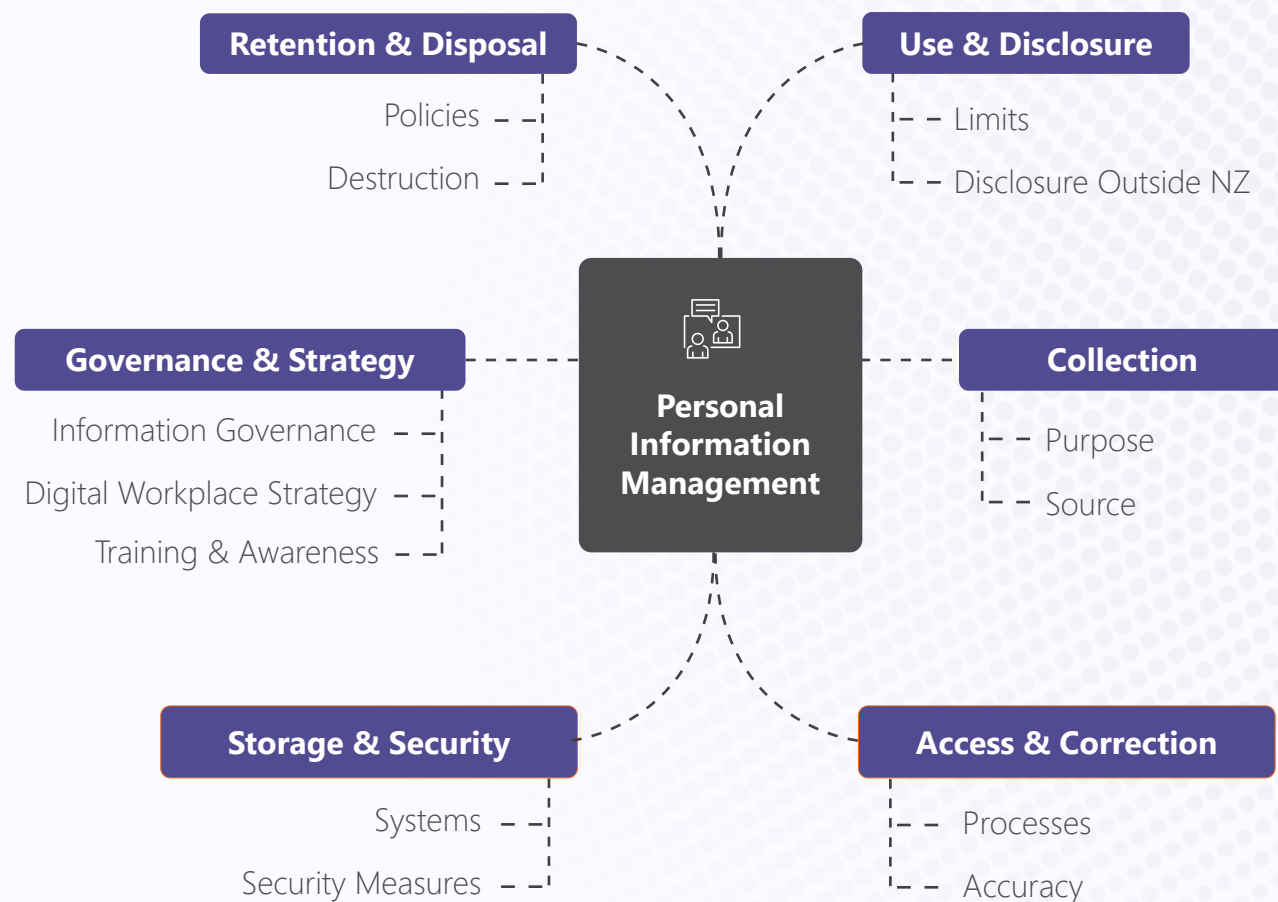 Retention & Disposal
Policies
Destruction
Use & Disclosure
Limits
Disclosure Outside NZ
Personal
Information
Management
Governance & Strategy
Information Governance
Digital Workplace Strategy
Training & Awareness
Collection
Purpose
Source
Storage & Security
Systems
Security Measures
Access & Correction
Processes
Accuracy